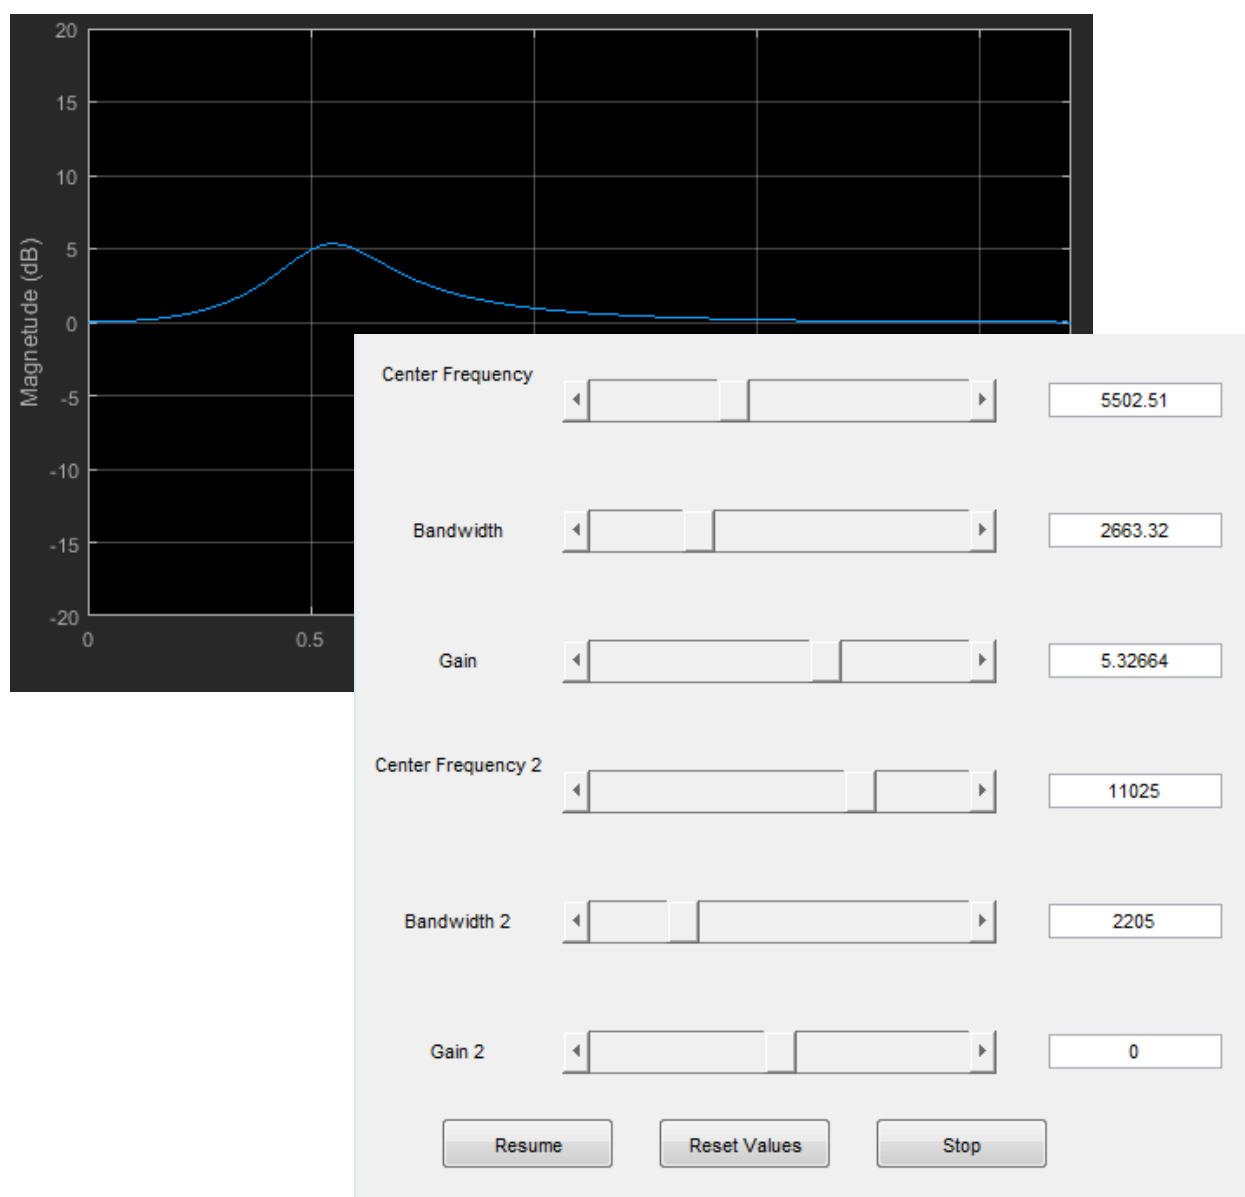 20
15
10
5
0
-5
-10
-15
-20
Magnetude (dB)
0
0.5
Center Frequency
5502.51
Bandwidth
2663.32
Gain
5.32664
Center Frequency 2
11025
Bandwidth 2
2205
Gain 2
0
Resume
Reset Values
Stop